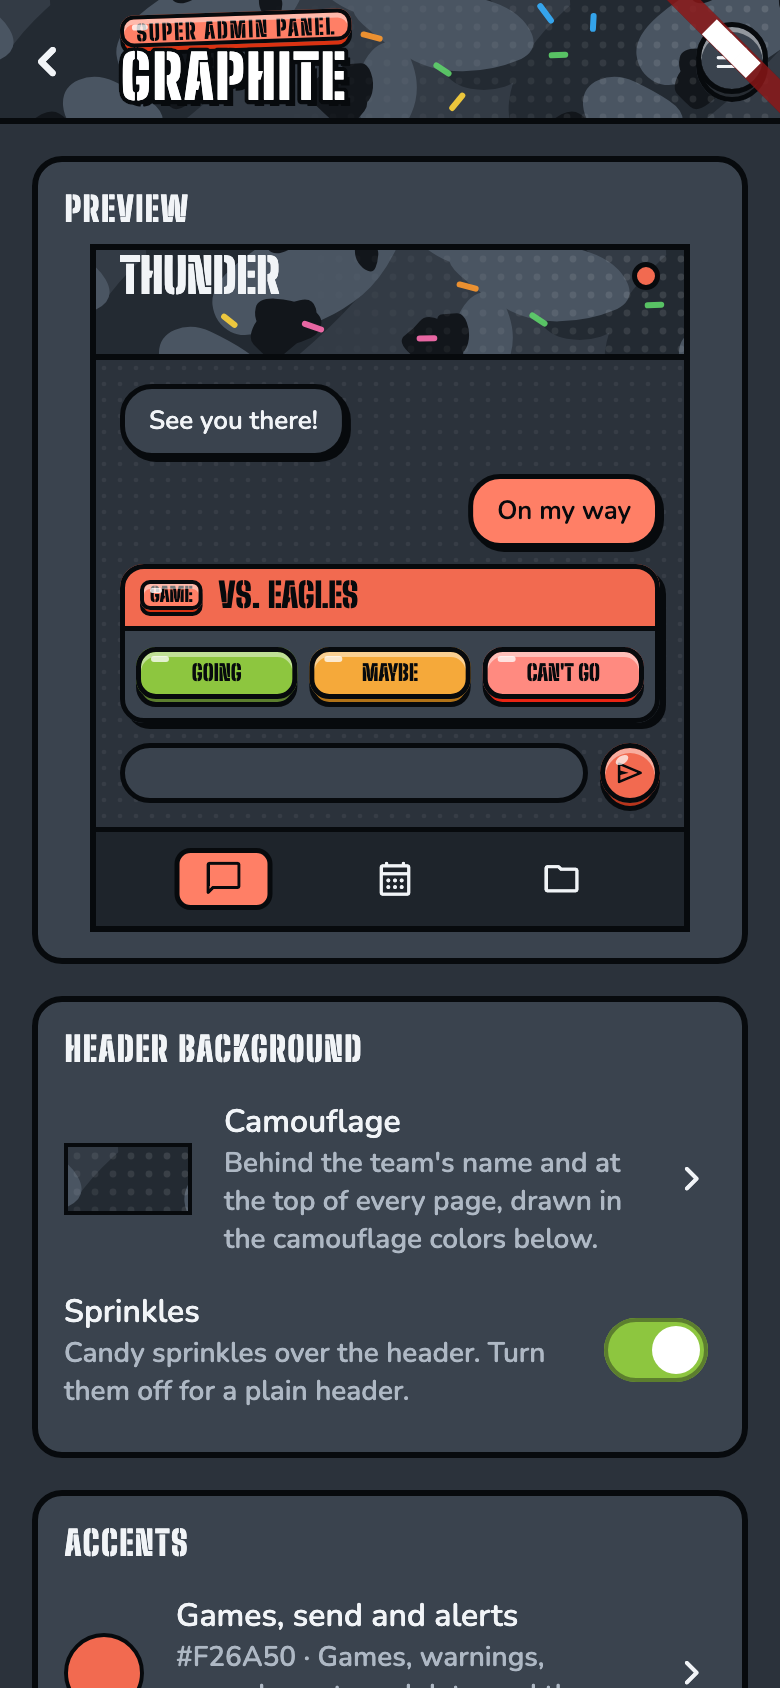 SUPER ADMIN PANEL
GRAPHITE
PREVIEW
THUNDER
See you there!
On my way
GAME VS. EAGLES
GOING MAYBE CAN'T GO
HEADER BACKGROUND
Camouflage
Behind the team's name and at
the top of every page, drawn in
the camouflage colors below.
Sprinkles
Candy sprinkles over the header. Turn
them off for a plain header.
ACCENTS
Games, send and alerts
#F26A50 · Games, warnings,